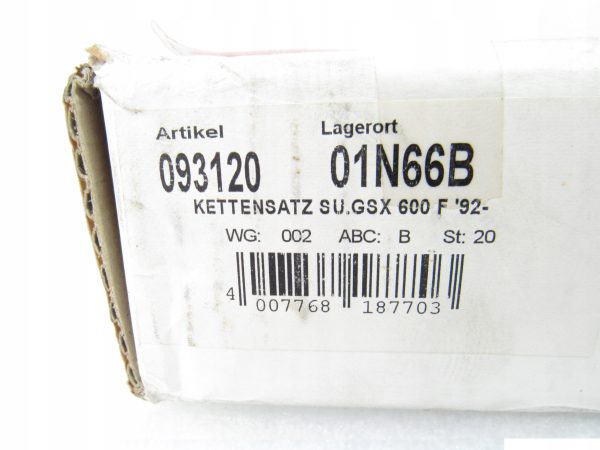 Artikel Lagerort
093120 01N66B
KETTENSATZ SU.GSX 600 F '92-
WG: 002 ABC: B St: 20
4 007768 187703